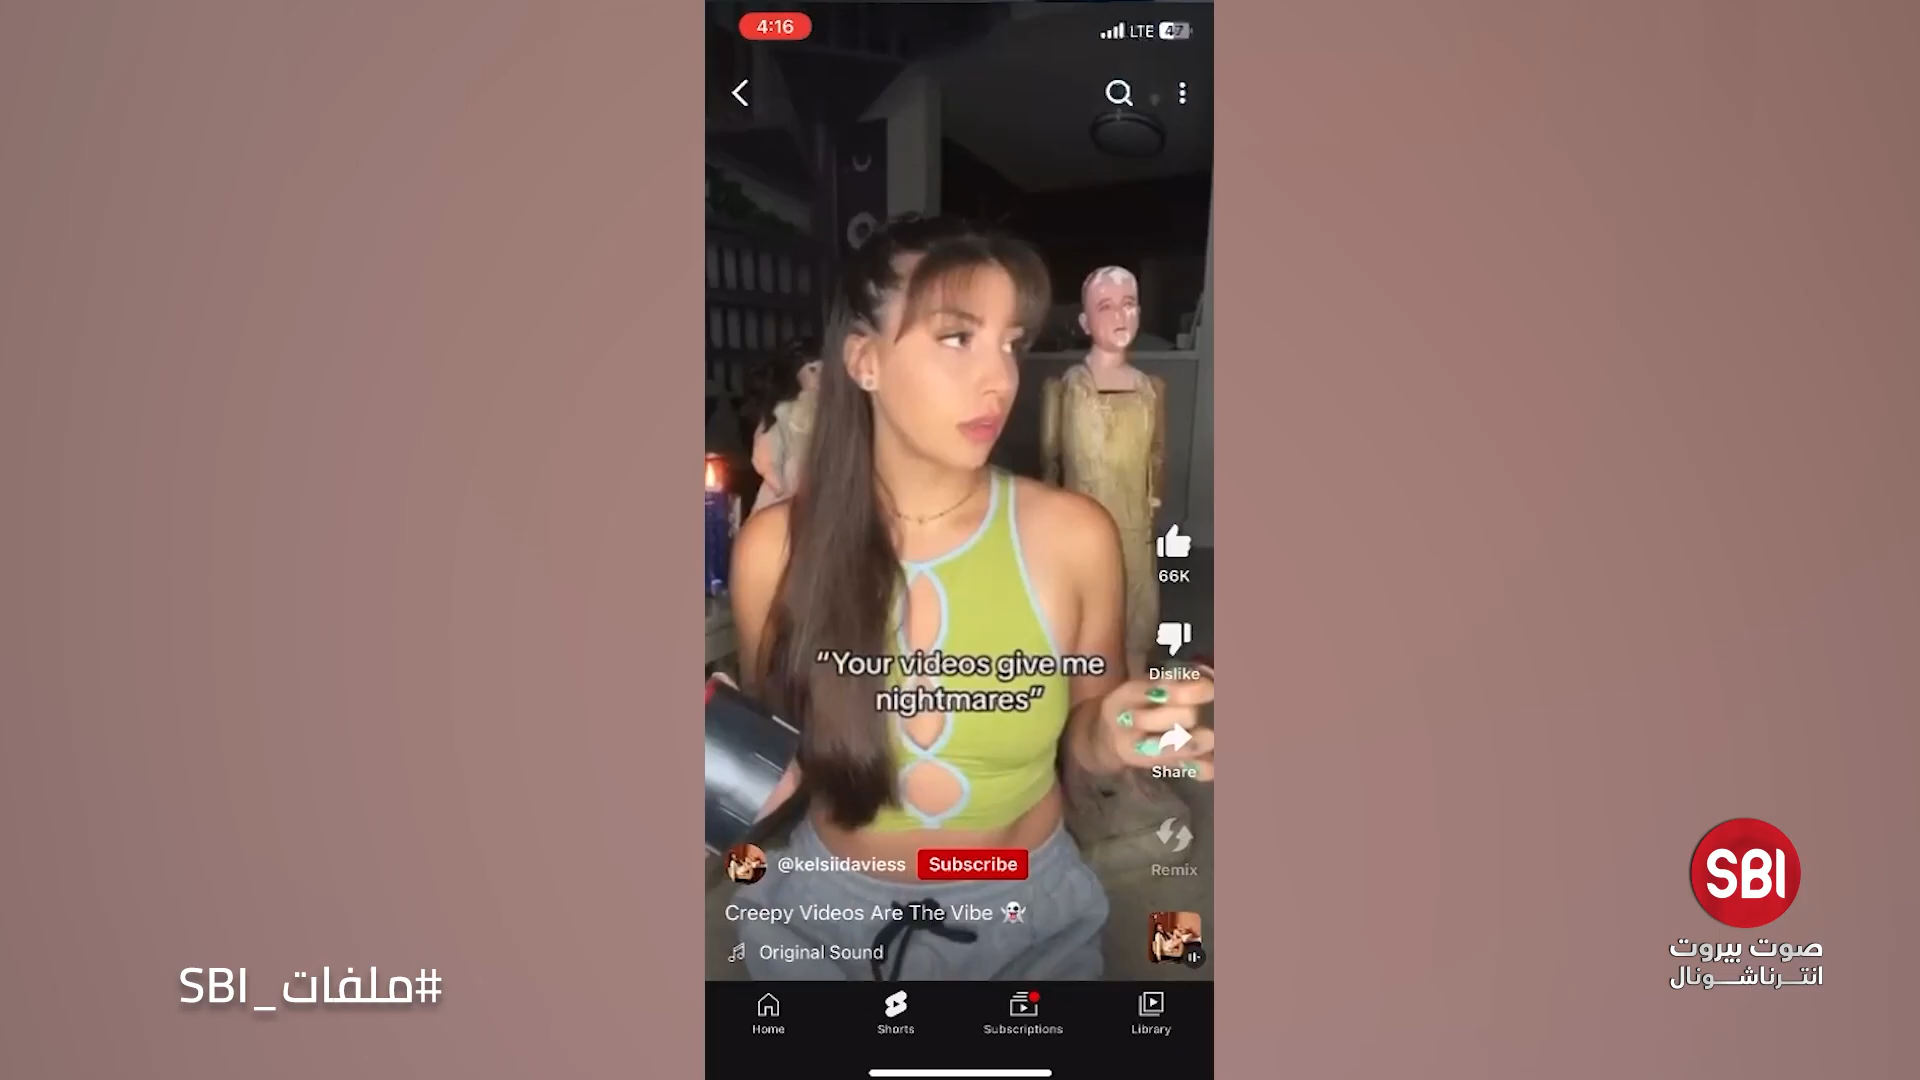 4:16
LTE 47
"Your videos give me
nightmares"
66K
Dislike
Share
Remix
@kelsiidaviess Subscribe
Creepy Videos Are The Vibe
Original Sound
Home Shorts Subscriptions Library
#ملفات_SBI
SBI
صوت بيروت
انترناشونال